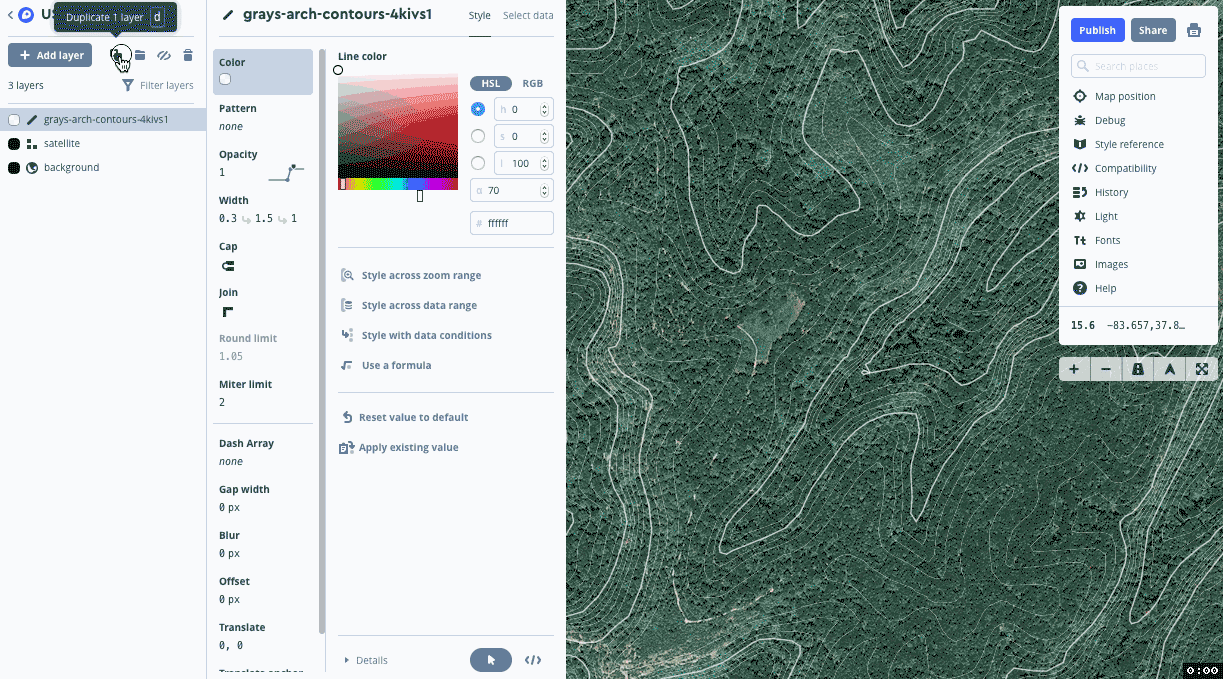 U
Duplicate 1 layer d
Add layer
3 layers
Filter layers
grays-arch-contours-4kivs1
satellite
background
grays-arch-contours-4kivs1
Style
Select data
Color
Pattern
none
Opacity
1
Width
0.3 1.5 1
Cap
Join
Round limit
1.05
Miter limit
2
Dash Array
none
Gap width
0 px
Blur
0 px
Offset
0 px
Translate
0, 0
Line color
HSL
RGB
h 0
s 0
l 100
α 70
# ffffff
Style across zoom range
Style across data range
Style with data conditions
Use a formula
Reset value to default
Apply existing value
Details
Publish
Share
Search places
Map position
Debug
Style reference
Compatibility
History
Light
Fonts
Images
Help
15.6 −83.657,37.8…
0:00